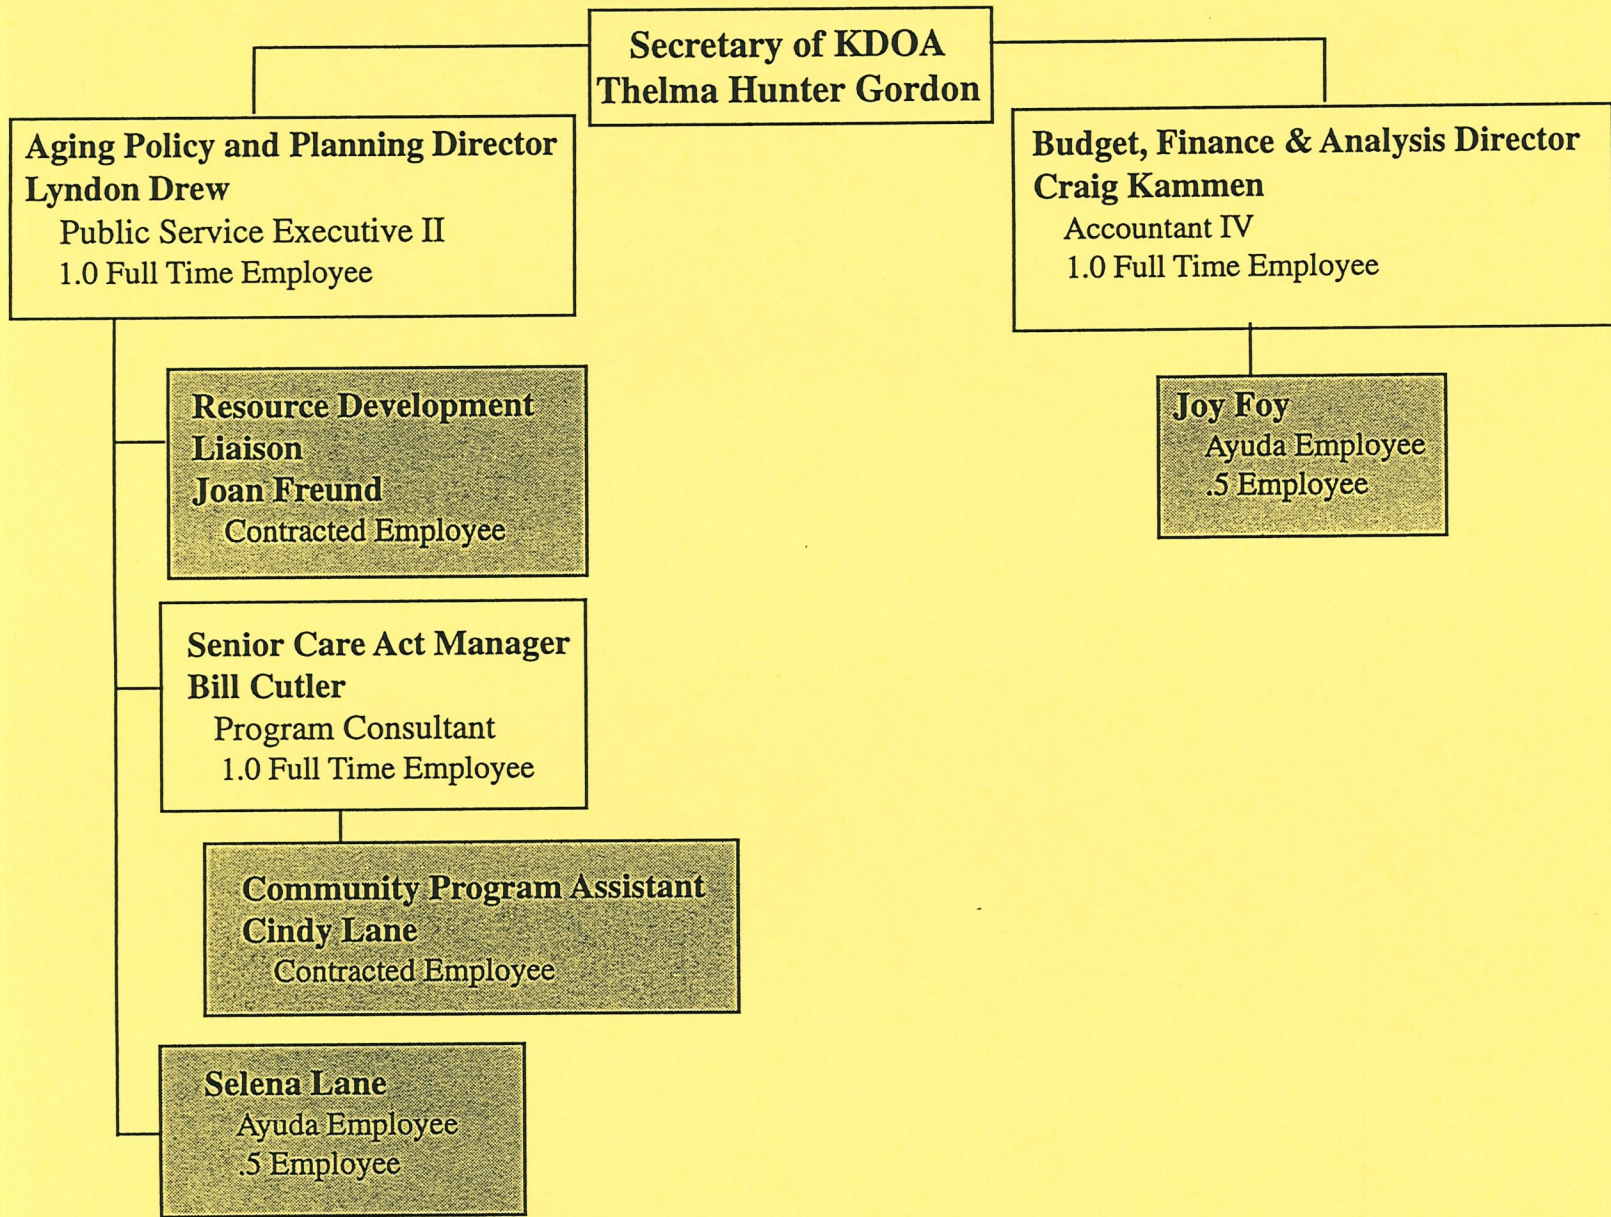 Secretary of KDOA
Thelma Hunter Gordon
Aging Policy and Planning Director
Lyndon Drew
Public Service Executive II
1.0 Full Time Employee
Budget, Finance & Analysis Director
Craig Kammen
Accountant IV
1.0 Full Time Employee
Resource Development
Liaison
Joan Freund
Contracted Employee
Joy Foy
Ayuda Employee
.5 Employee
Senior Care Act Manager
Bill Cutler
Program Consultant
1.0 Full Time Employee
Community Program Assistant
Cindy Lane
Contracted Employee
Selena Lane
Ayuda Employee
.5 Employee